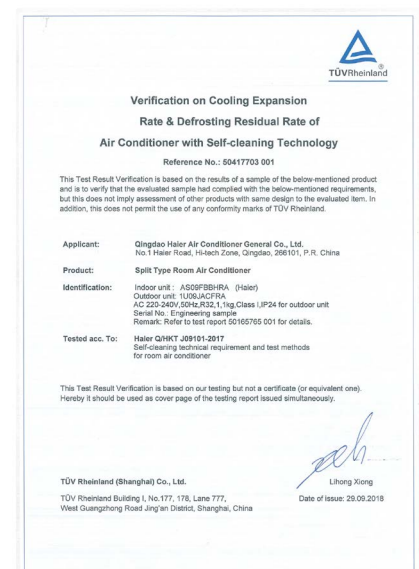 TÜVRheinland®
Verification on Cooling Expansion
Rate & Defrosting Residual Rate of
Air Conditioner with Self-cleaning Technology
Reference No.: 50417703 001
This Test Result Verification is based on the results of a sample of the below-mentioned product
and is to verify that the evaluated sample had complied with the below-mentioned requirements,
but this does not imply assessment of other products with same design to the evaluated item. In
addition, this does not permit the use of any conformity marks of TÜV Rheinland.
Applicant: Qingdao Haier Air Conditioner General Co., Ltd.
No.1 Haier Road, Hi-tech Zone, Qingdao, 266101, P.R. China
Product: Split Type Room Air Conditioner
Identification: Indoor unit : AS09FBBHRA (Haier)
Outdoor unit: 1U09JACFRA
AC 220-240V,50Hz,R32,1,1kg,Class I,IP24 for outdoor unit
Serial No.: Engineering sample
Remark: Refer to test report 50165765 001 for details.
Tested acc. To: Haier Q/HKT J09101-2017
Self-cleaning technical requirement and test methods
for room air conditioner
This Test Result Verification is based on our testing but not a certificate (or equivalent one).
Hereby it should be used as cover page of the testing report issued simultaneously.
TÜV Rheinland (Shanghai) Co., Ltd.
Lihong Xiong
TÜV Rheinland Building I, No.177, 178, Lane 777,
West Guangzhong Road Jing'an District, Shanghai, China
Date of issue: 29.09.2018